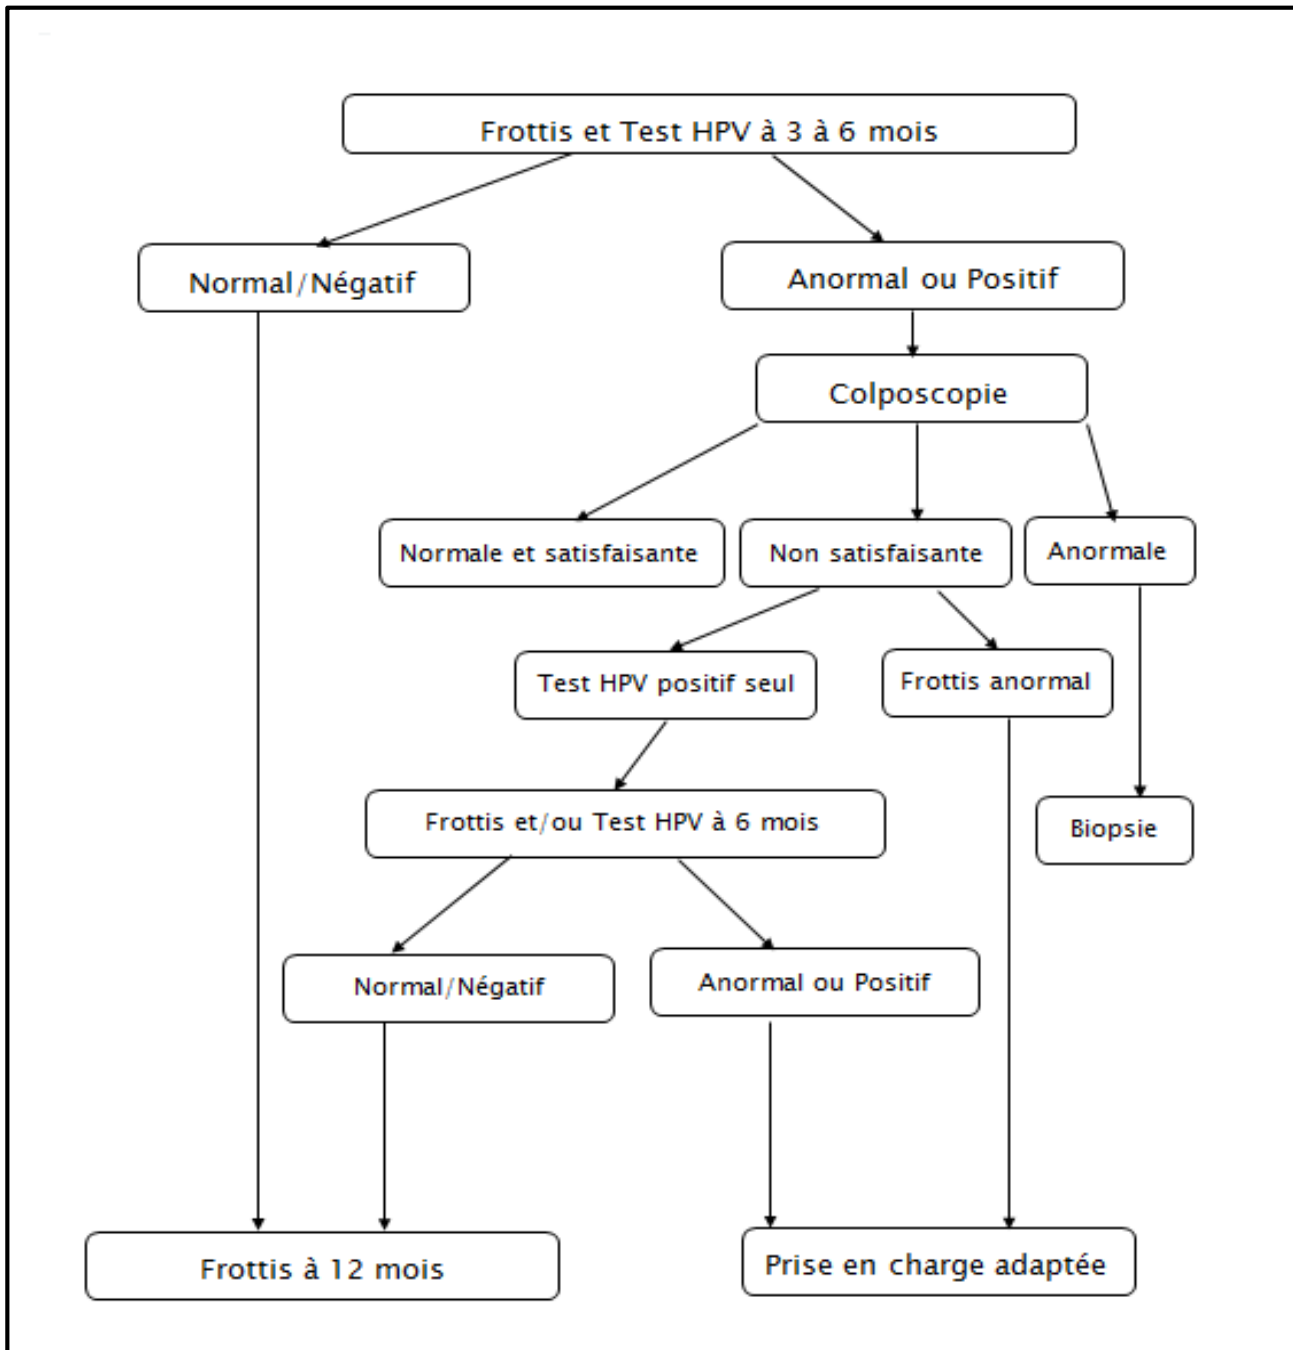 Frottis et Test HPV à 3 à 6 mois
Normal/Négatif
Anormal ou Positif
Colposcopie
Normale et satisfaisante
Non satisfaisante
Anormale
Test HPV positif seul
Frottis anormal
Frottis et/ou Test HPV à 6 mois
Biopsie
Normal/Négatif
Anormal ou Positif
Frottis à 12 mois
Prise en charge adaptée